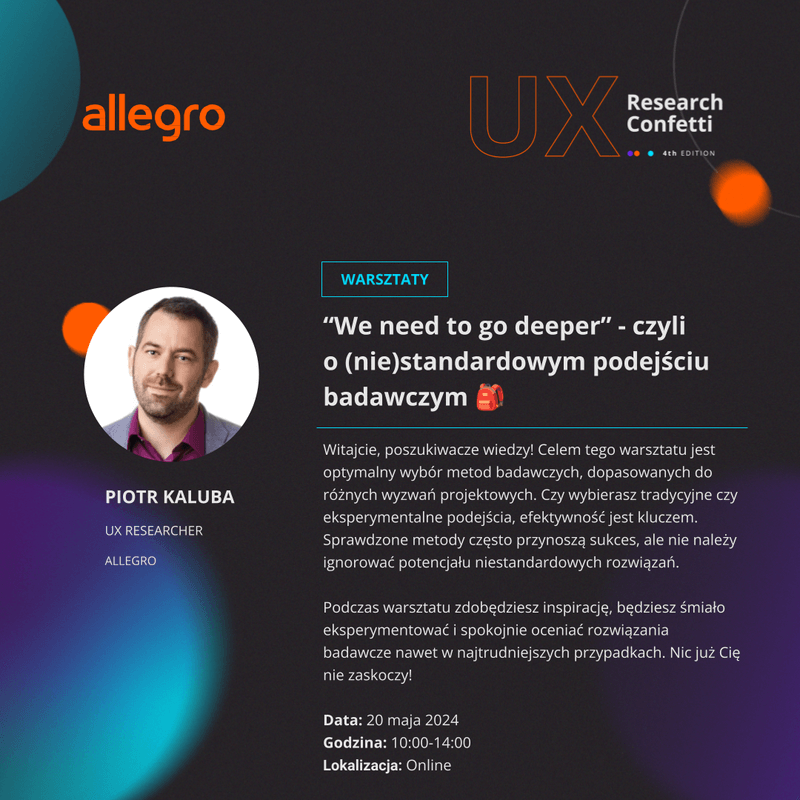 allegro
UX
Research
Confetti
4th EDITION
WARSZTATY
“We need to go deeper” - czyli
o (nie)standardowym podejściu
badawczym 🎒
PIOTR KALUBA
UX RESEARCHER
ALLEGRO
Witajcie, poszukiwacze wiedzy! Celem tego warsztatu jest
optymalny wybór metod badawczych, dopasowanych do
różnych wyzwań projektowych. Czy wybierasz tradycyjne czy
eksperymentalne podejścia, efektywność jest kluczem.
Sprawdzone metody często przynoszą sukces, ale nie należy
ignorować potencjału niestandardowych rozwiązań.
Podczas warsztatu zdobędziesz inspirację, będziesz śmiało
eksperymentować i spokojnie oceniać rozwiązania
badawcze nawet w najtrudniejszych przypadkach. Nic już Cię
nie zaskoczy!
Data: 20 maja 2024
Godzina: 10:00-14:00
Lokalizacja: Online